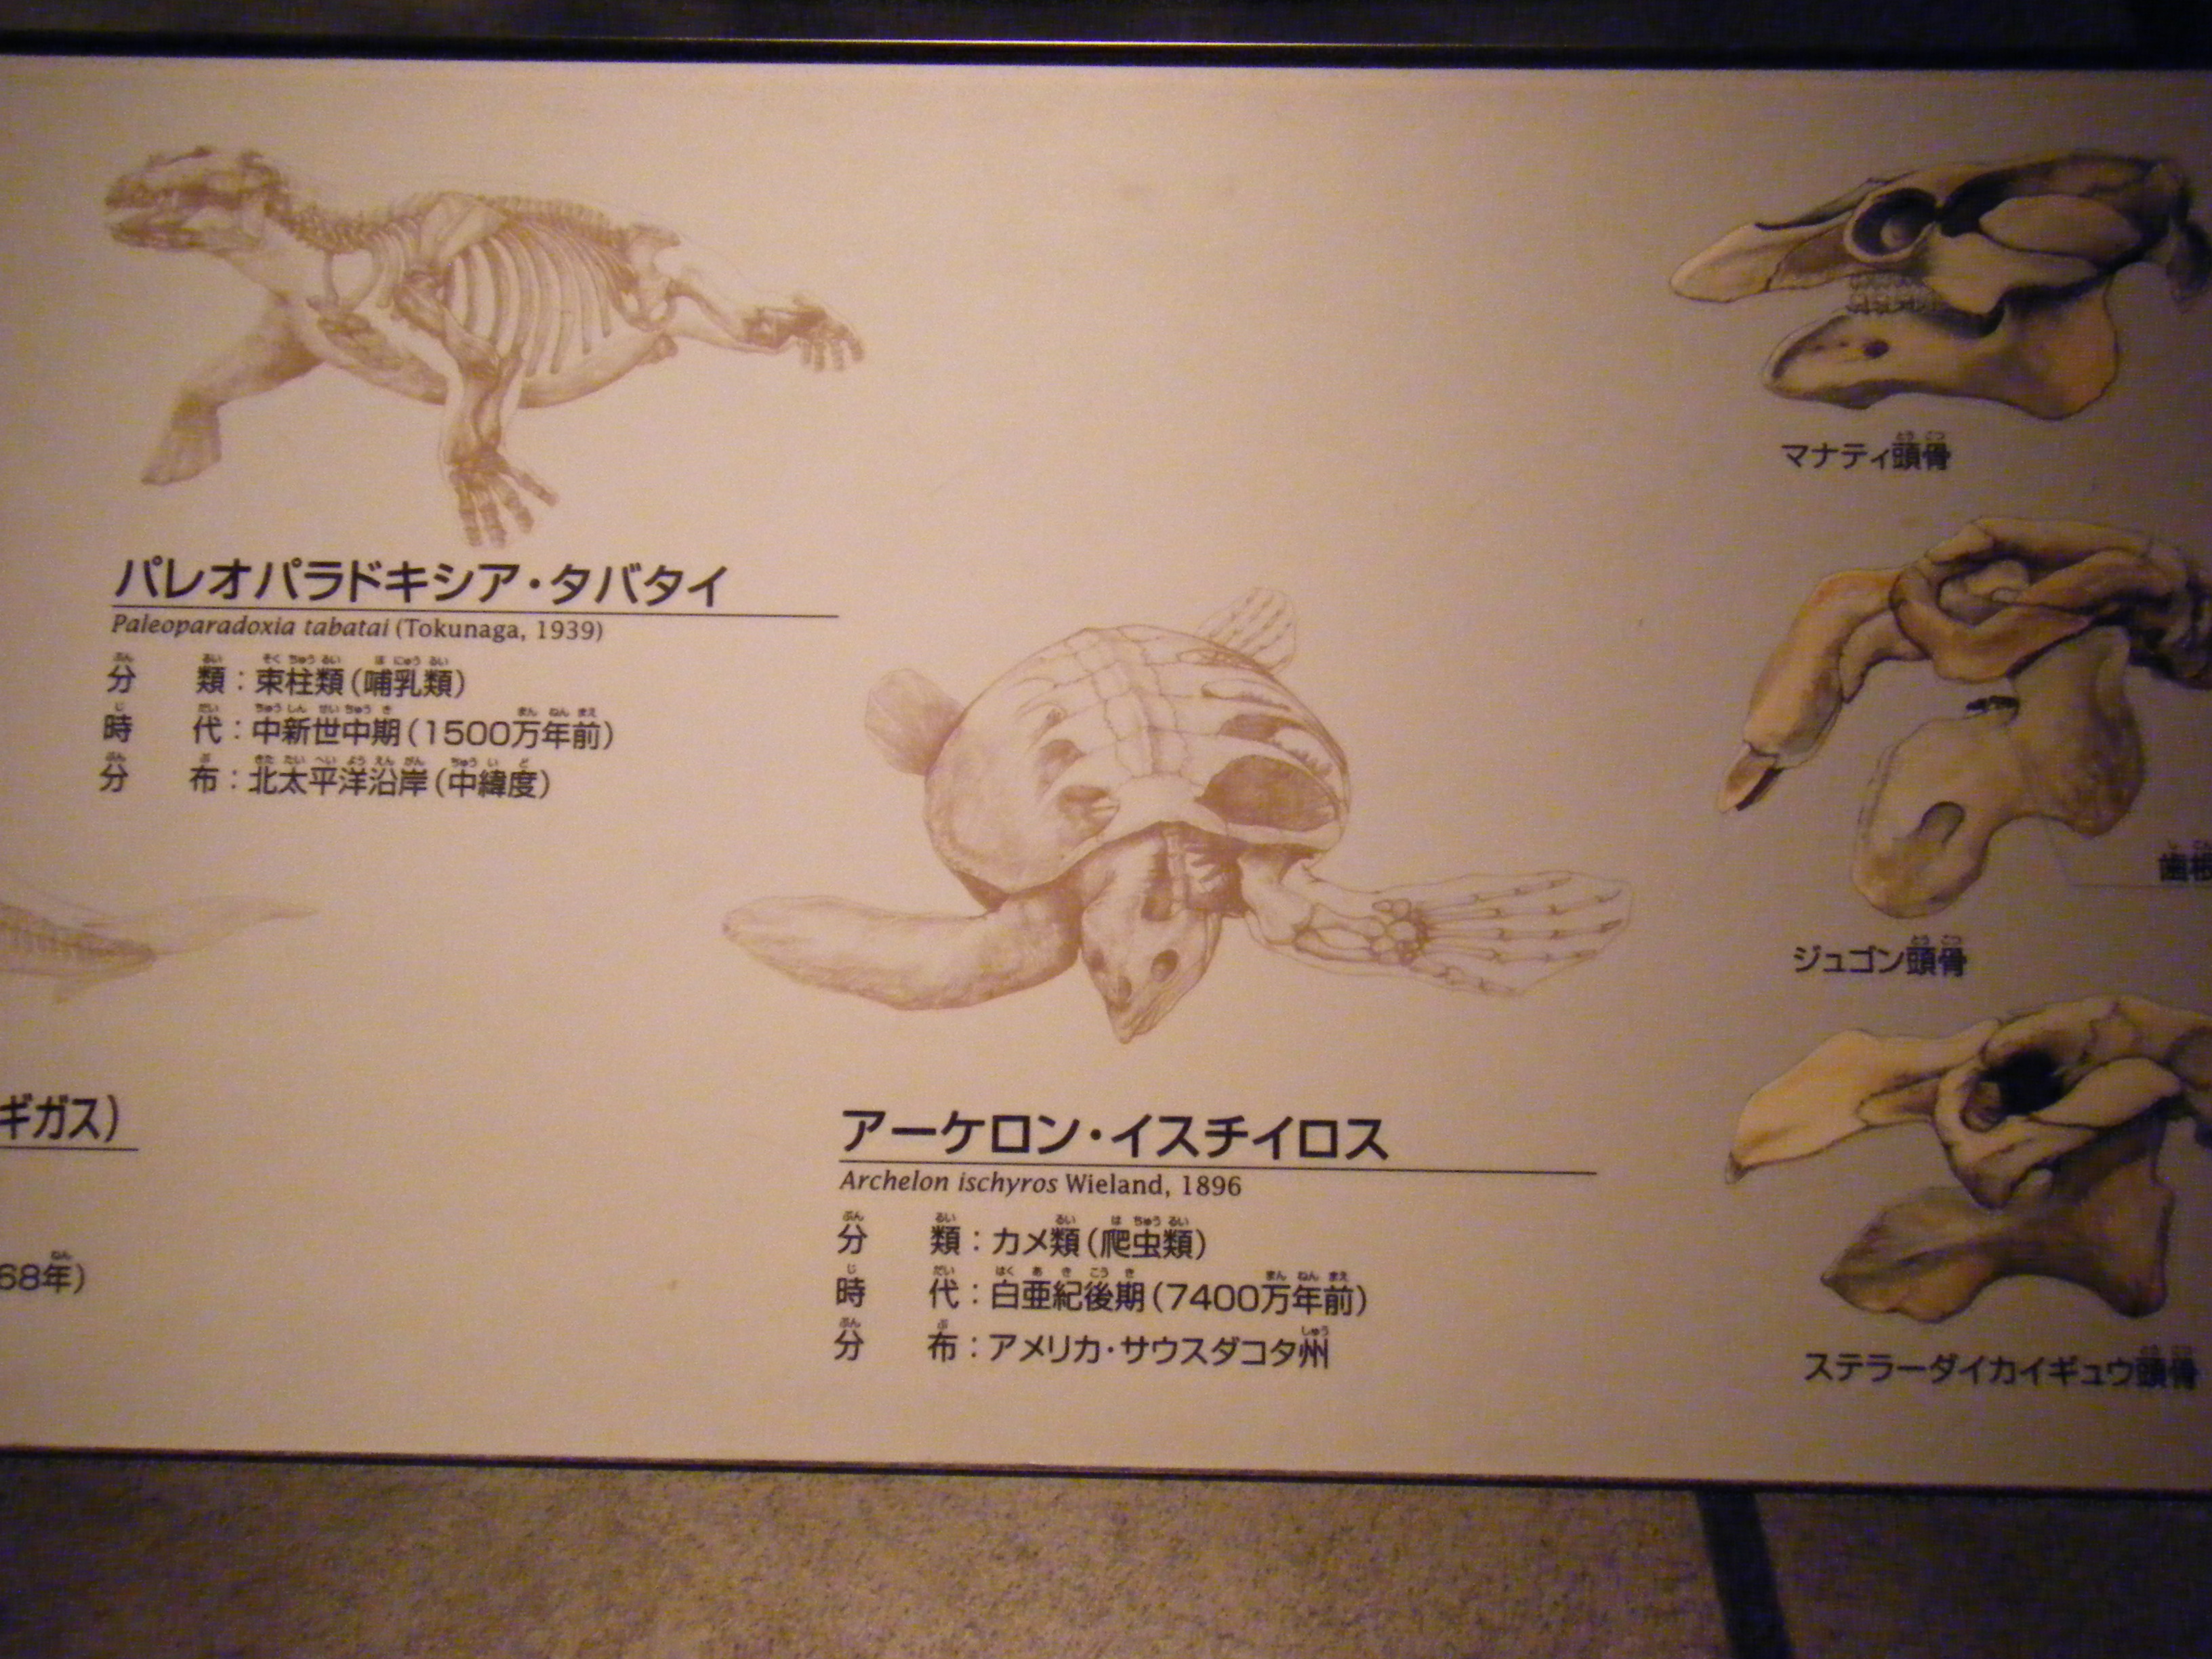 パレオパラドキシア・タバタイ
Paleoparadoxia tabatai (Tokunaga, 1939)
分類：束柱類(哺乳類)
時代：中新世中期(1500万年前)
分布：北太平洋沿岸(中緯度)
ギガス)
68年)
アーケロン・イスチイロス
Archelon ischyros Wieland, 1896
分類：カメ類(爬虫類)
時代：白亜紀後期(7400万年前)
分布：アメリカ・サウスダコタ州
マナティ頭骨
歯根
ジュゴン頭骨
ステラーダイカイギュウ頭骨